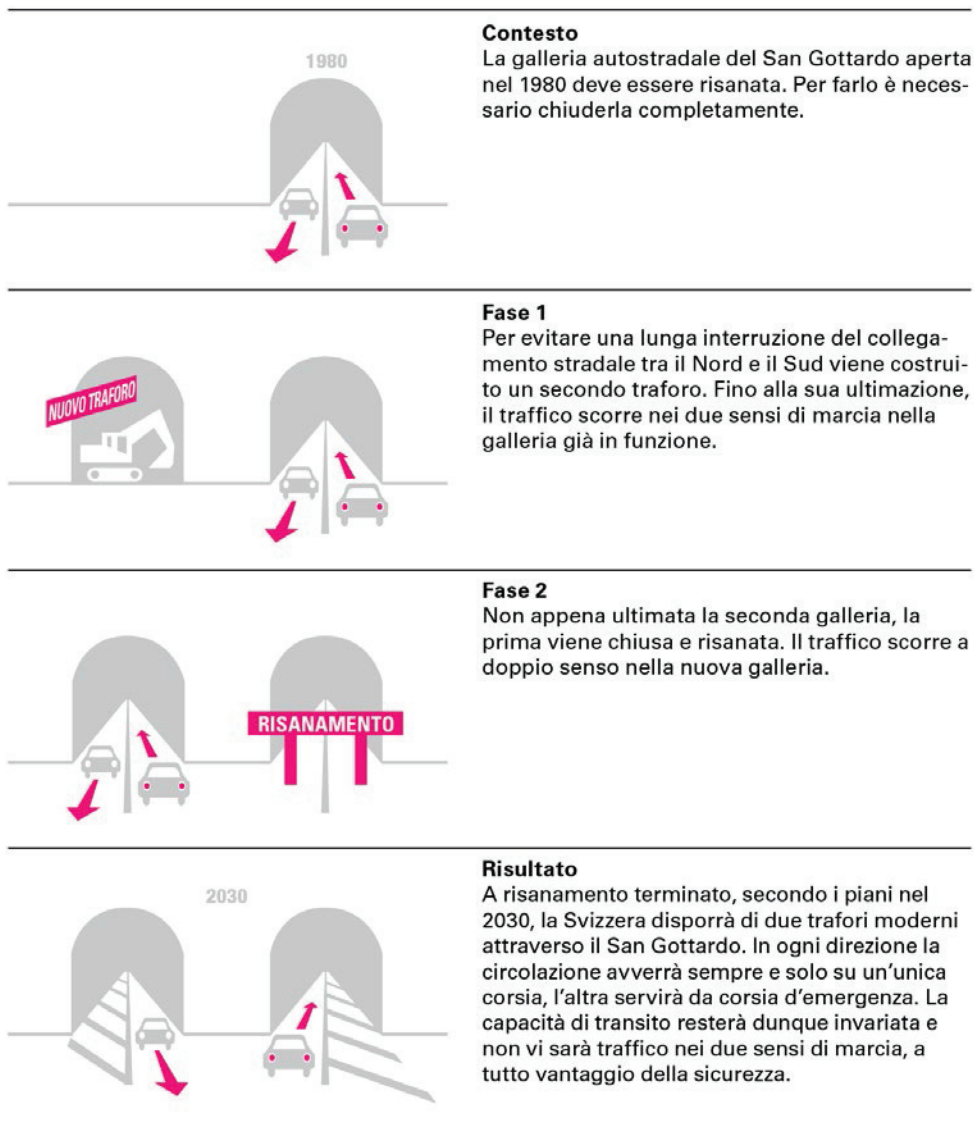 1980
Contesto
La galleria autostradale del San Gottardo aperta
nel 1980 deve essere risanata. Per farlo è neces-
sario chiuderla completamente.
NUOVO TRAFORO
Fase 1
Per evitare una lunga interruzione del collega-
mento stradale tra il Nord e il Sud viene costrui-
to un secondo traforo. Fino alla sua ultimazione,
il traffico scorre nei due sensi di marcia nella
galleria già in funzione.
RISANAMENTO
Fase 2
Non appena ultimata la seconda galleria, la
prima viene chiusa e risanata. Il traffico scorre a
doppio senso nella nuova galleria.
2030
Risultato
A risanamento terminato, secondo i piani nel
2030, la Svizzera disporrà di due trafori moderni
attraverso il San Gottardo. In ogni direzione la
circolazione avverrà sempre e solo su un'unica
corsia, l'altra servirà da corsia d'emergenza. La
capacità di transito resterà dunque invariata e
non vi sarà traffico nei due sensi di marcia, a
tutto vantaggio della sicurezza.